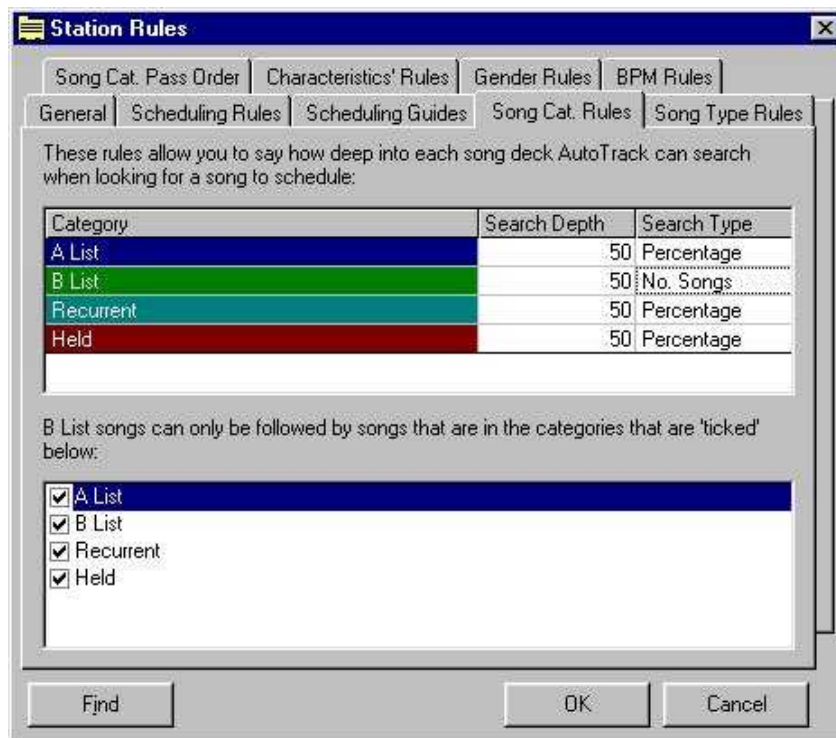 Station Rules
Song Cat. Pass Order Characteristics' Rules Gender Rules BPM Rules
General Scheduling Rules Scheduling Guides Song Cat. Rules Song Type Rules
These rules allow you to say how deep into each song deck AutoTrack can search
when looking for a song to schedule:
Category Search Depth Search Type
A List 50 Percentage
B List 50 No. Songs
Recurrent 50 Percentage
Held 50 Percentage
B List songs can only be followed by songs that are in the categories that are 'ticked'
below:
A List
B List
Recurrent
Held
Find OK Cancel